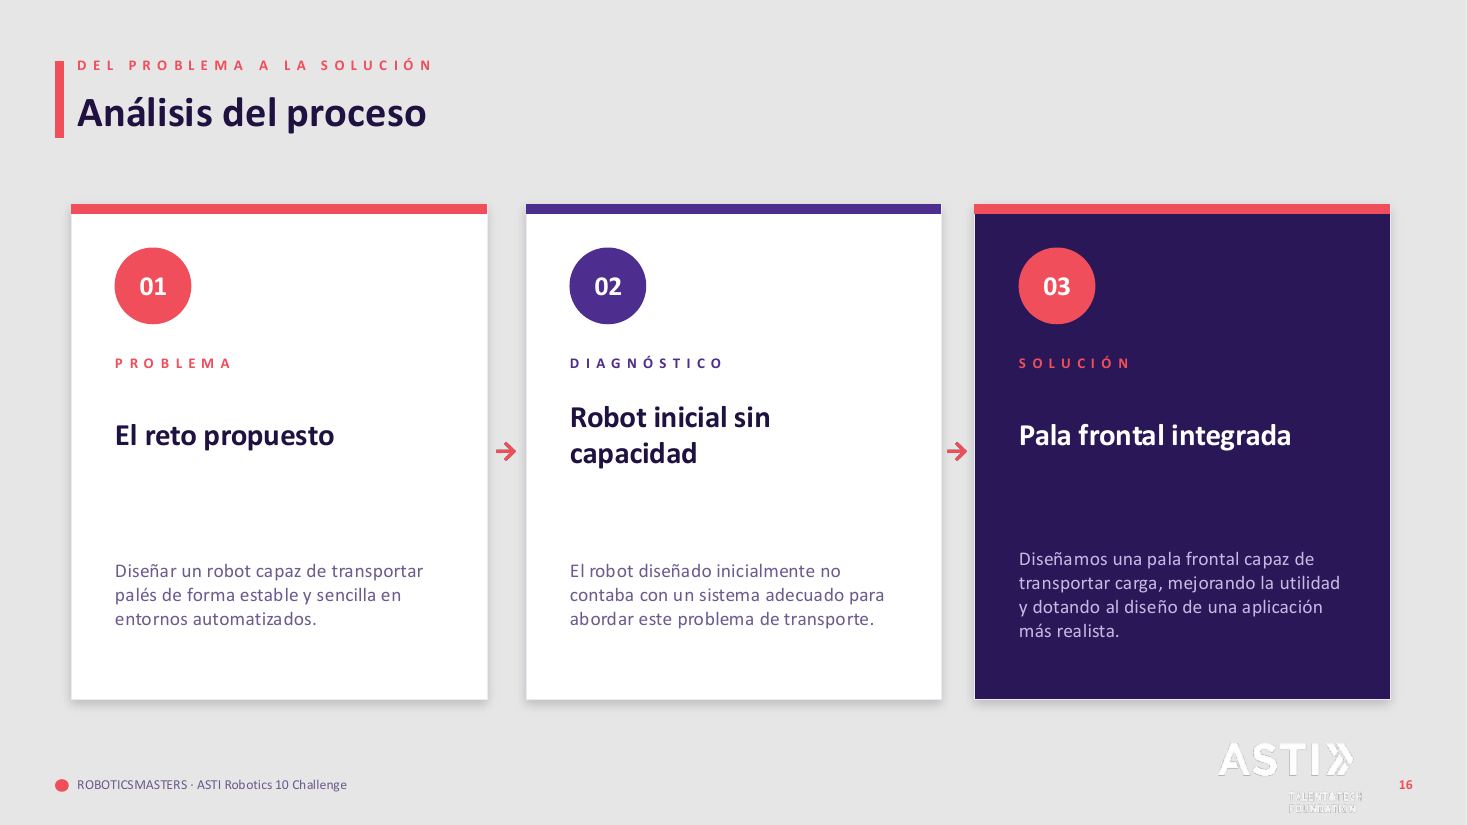 DEL PROBLEMA A LA SOLUCIÓN
Análisis del proceso
01
PROBLEMA
El reto propuesto
Diseñar un robot capaz de transportar
palés de forma estable y sencilla en
entornos automatizados.
02
DIAGNÓSTICO
Robot inicial sin
capacidad
El robot diseñado inicialmente no
contaba con un sistema adecuado para
abordar este problema de transporte.
03
SOLUCIÓN
Pala frontal integrada
Diseñamos una pala frontal capaz de
transportar carga, mejorando la utilidad
y dotando al diseño de una aplicación
más realista.
ROBOTICSMASTERS · ASTI Robotics 10 Challenge
ASTI
TALENT&TECH
FOUNDATION
16